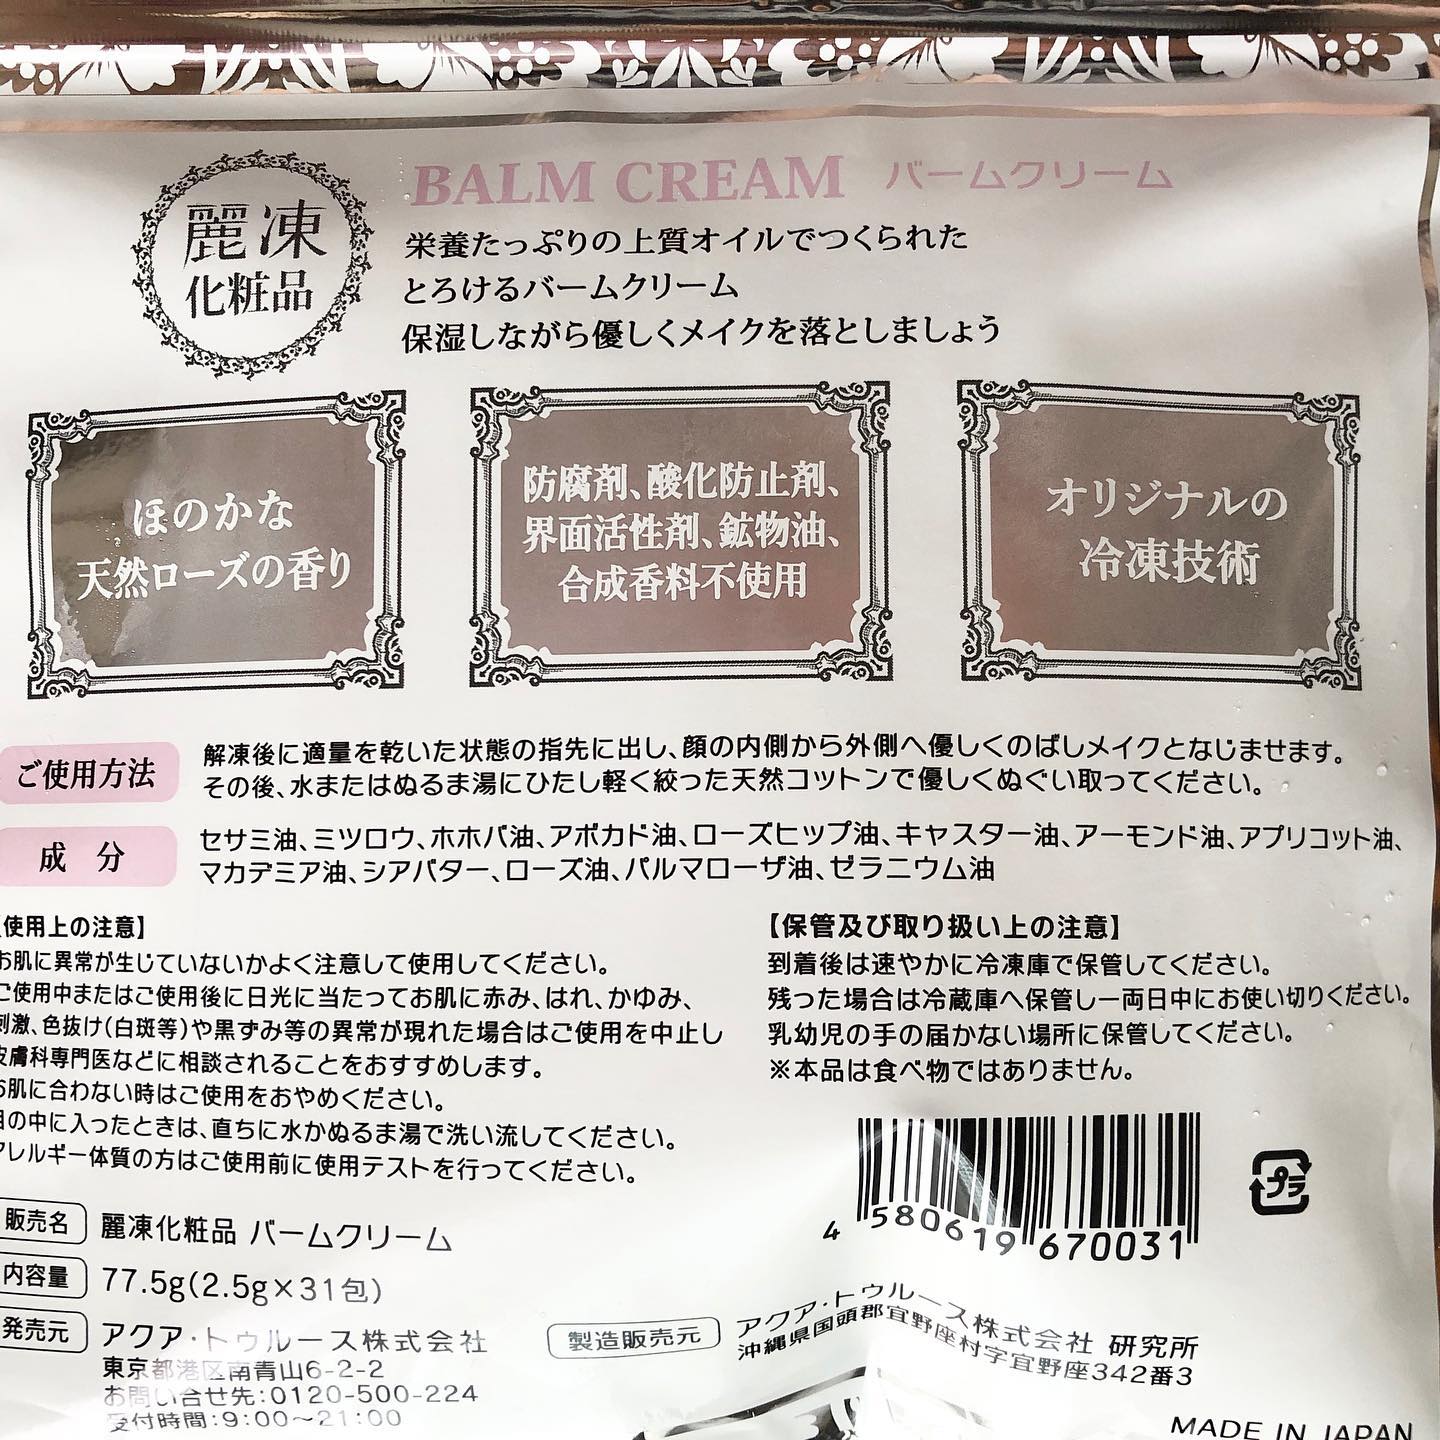 麗凍
化粧品
BALM CREAM バームクリーム
栄養たっぷりの上質オイルでつくられた
とろけるバームクリーム
保湿しながら優しくメイクを落としましょう
ほのかな
天然ローズの香り
防腐剤、酸化防止剤、
界面活性剤、鉱物油、
合成香料不使用
オリジナルの
冷凍技術
ご使用方法
解凍後に適量を乾いた状態の指先に出し、顔の内側から外側へ優しくのばしメイクとなじませます。
その後、水またはぬるま湯にひたし軽く絞った天然コットンで優しくぬぐい取ってください。
成 分
セサミ油、ミツロウ、ホホバ油、アボカド油、ローズヒップ油、キャスター油、アーモンド油、アプリコット油、
マカデミア油、シアバター、ローズ油、パルマローザ油、ゼラニウム油
使用上の注意】
お肌に異常が生じていないかよく注意して使用してください。
ご使用中またはご使用後に日光に当たってお肌に赤み、はれ、かゆみ、
刺激、色抜け(白斑等)や黒ずみ等の異常が現れた場合はご使用を中止し
皮膚科専門医などに相談されることをおすすめします。
お肌に合わない時はご使用をおやめください。
目の中に入ったときは、直ちに水かぬるま湯で洗い流してください。
アレルギー体質の方はご使用前に使用テストを行ってください。
【保管及び取り扱い上の注意】
到着後は速やかに冷凍庫で保管してください。
残った場合は冷蔵庫へ保管し一両日中にお使い切りください。
乳幼児の手の届かない場所に保管してください。
※本品は食べ物ではありません。
4 580619 670031
プラ
販売名 麗凍化粧品 バームクリーム
内容量 77.5g(2.5g×31包)
発売元 アクア・トゥルース株式会社
東京都港区南青山6-2-2
お問い合せ先:0120-500-224
受付時間:9:00〜21:00
製造販売元 アクア・トゥルース株式会社 研究所
沖縄県国頭郡宜野座村字宜野座342番3
MADE IN JAPAN